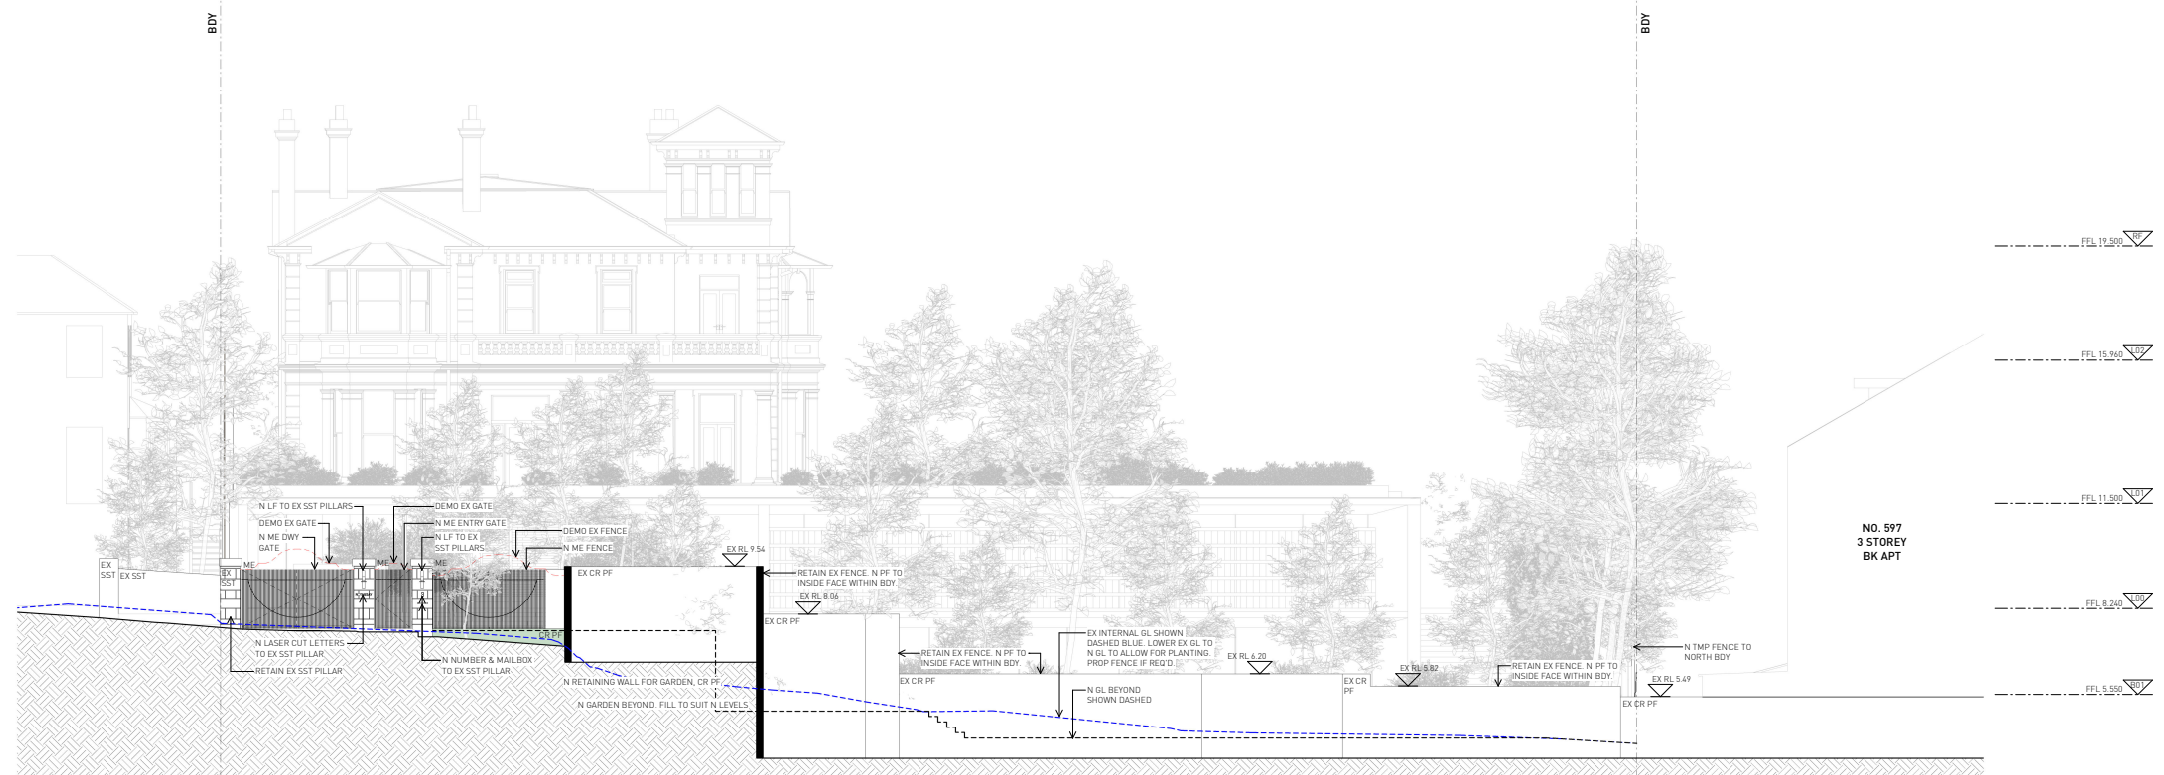 BDY
BDY
RF
FFL 19.500
L02
FFL 15.960
L01
FFL 11.500
N LF TO EX SST PILLARS
DEMO EX GATE
DEMO EX GATE
N ME ENTRY GATE
N ME DWY
GATE
N LF TO EX
SST PILLARS
DEMO EX FENCE
N ME FENCE
NO. 597
3 STOREY
BK APT
EX RL 9.54
EX
SST
EX SST
EX
SST
ME
ME
ME
EX CR PF
RETAIN EX FENCE. N PF TO
INSIDE FACE WITHIN BDY.
EX RL 8.06
L00
FFL 8.240
EX CR PF
CR PF
N LASER CUT LETTERS
TO EX SST PILLAR
RETAIN EX SST PILLAR
N NUMBER & MAILBOX
TO EX SST PILLAR
EX INTERNAL GL SHOWN
DASHED BLUE. LOWER EX GL TO
N GL TO ALLOW FOR PLANTING.
PROP FENCE IF REQ'D.
RETAIN EX FENCE. N PF TO
INSIDE FACE WITHIN BDY.
EX RL 6.20
EX RL 5.82
RETAIN EX FENCE. N PF TO
INSIDE FACE WITHIN BDY.
N TMP FENCE TO
NORTH BDY
EX CR PF
EX CR
PF
EX RL 5.49
N RETAINING WALL FOR GARDEN, CR PF
N GL BEYOND
SHOWN DASHED
B01
FFL 5.550
N GARDEN BEYOND. FILL TO SUIT N LEVELS
EX CR PF